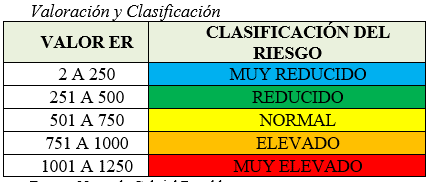 Valoración y Clasificación
VALOR ER CLASIFICACIÓN DEL RIESGO
2 A 250 MUY REDUCIDO
251 A 500 REDUCIDO
501 A 750 NORMAL
751 A 1000 ELEVADO
1001 A 1250 MUY ELEVADO